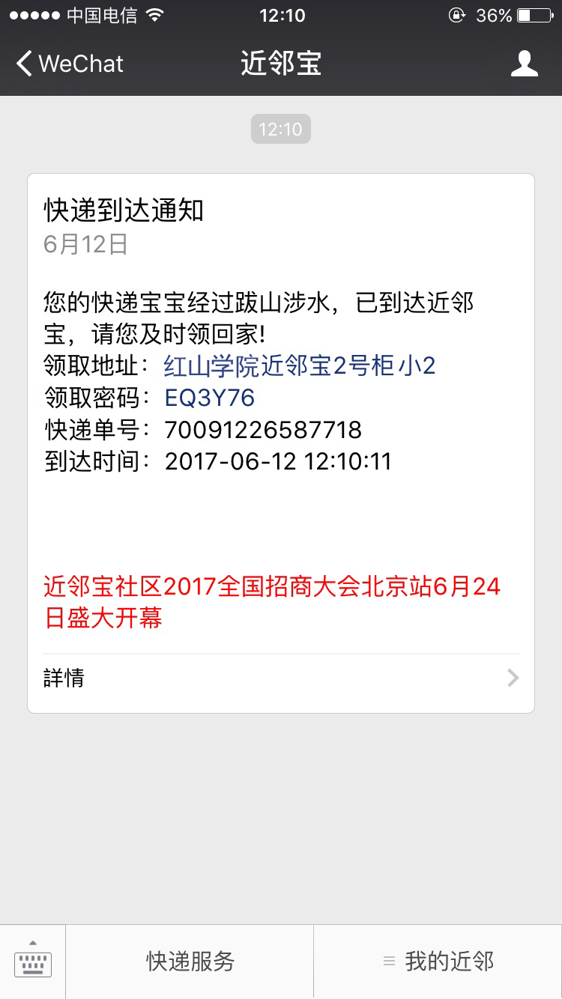 中国电信 12:10 36%
WeChat 近邻宝
12:10
快递到达通知
6月12日
您的快递宝宝经过跋山涉水，已到达近邻
宝，请您及时领回家!
领取地址：红山学院近邻宝2号柜小2
领取密码：EQ3Y76
快递单号：70091226587718
到达时间：2017-06-12 12:10:11
近邻宝社区2017全国招商大会北京站6月24
日盛大开幕
詳情
快递服务 我的近邻